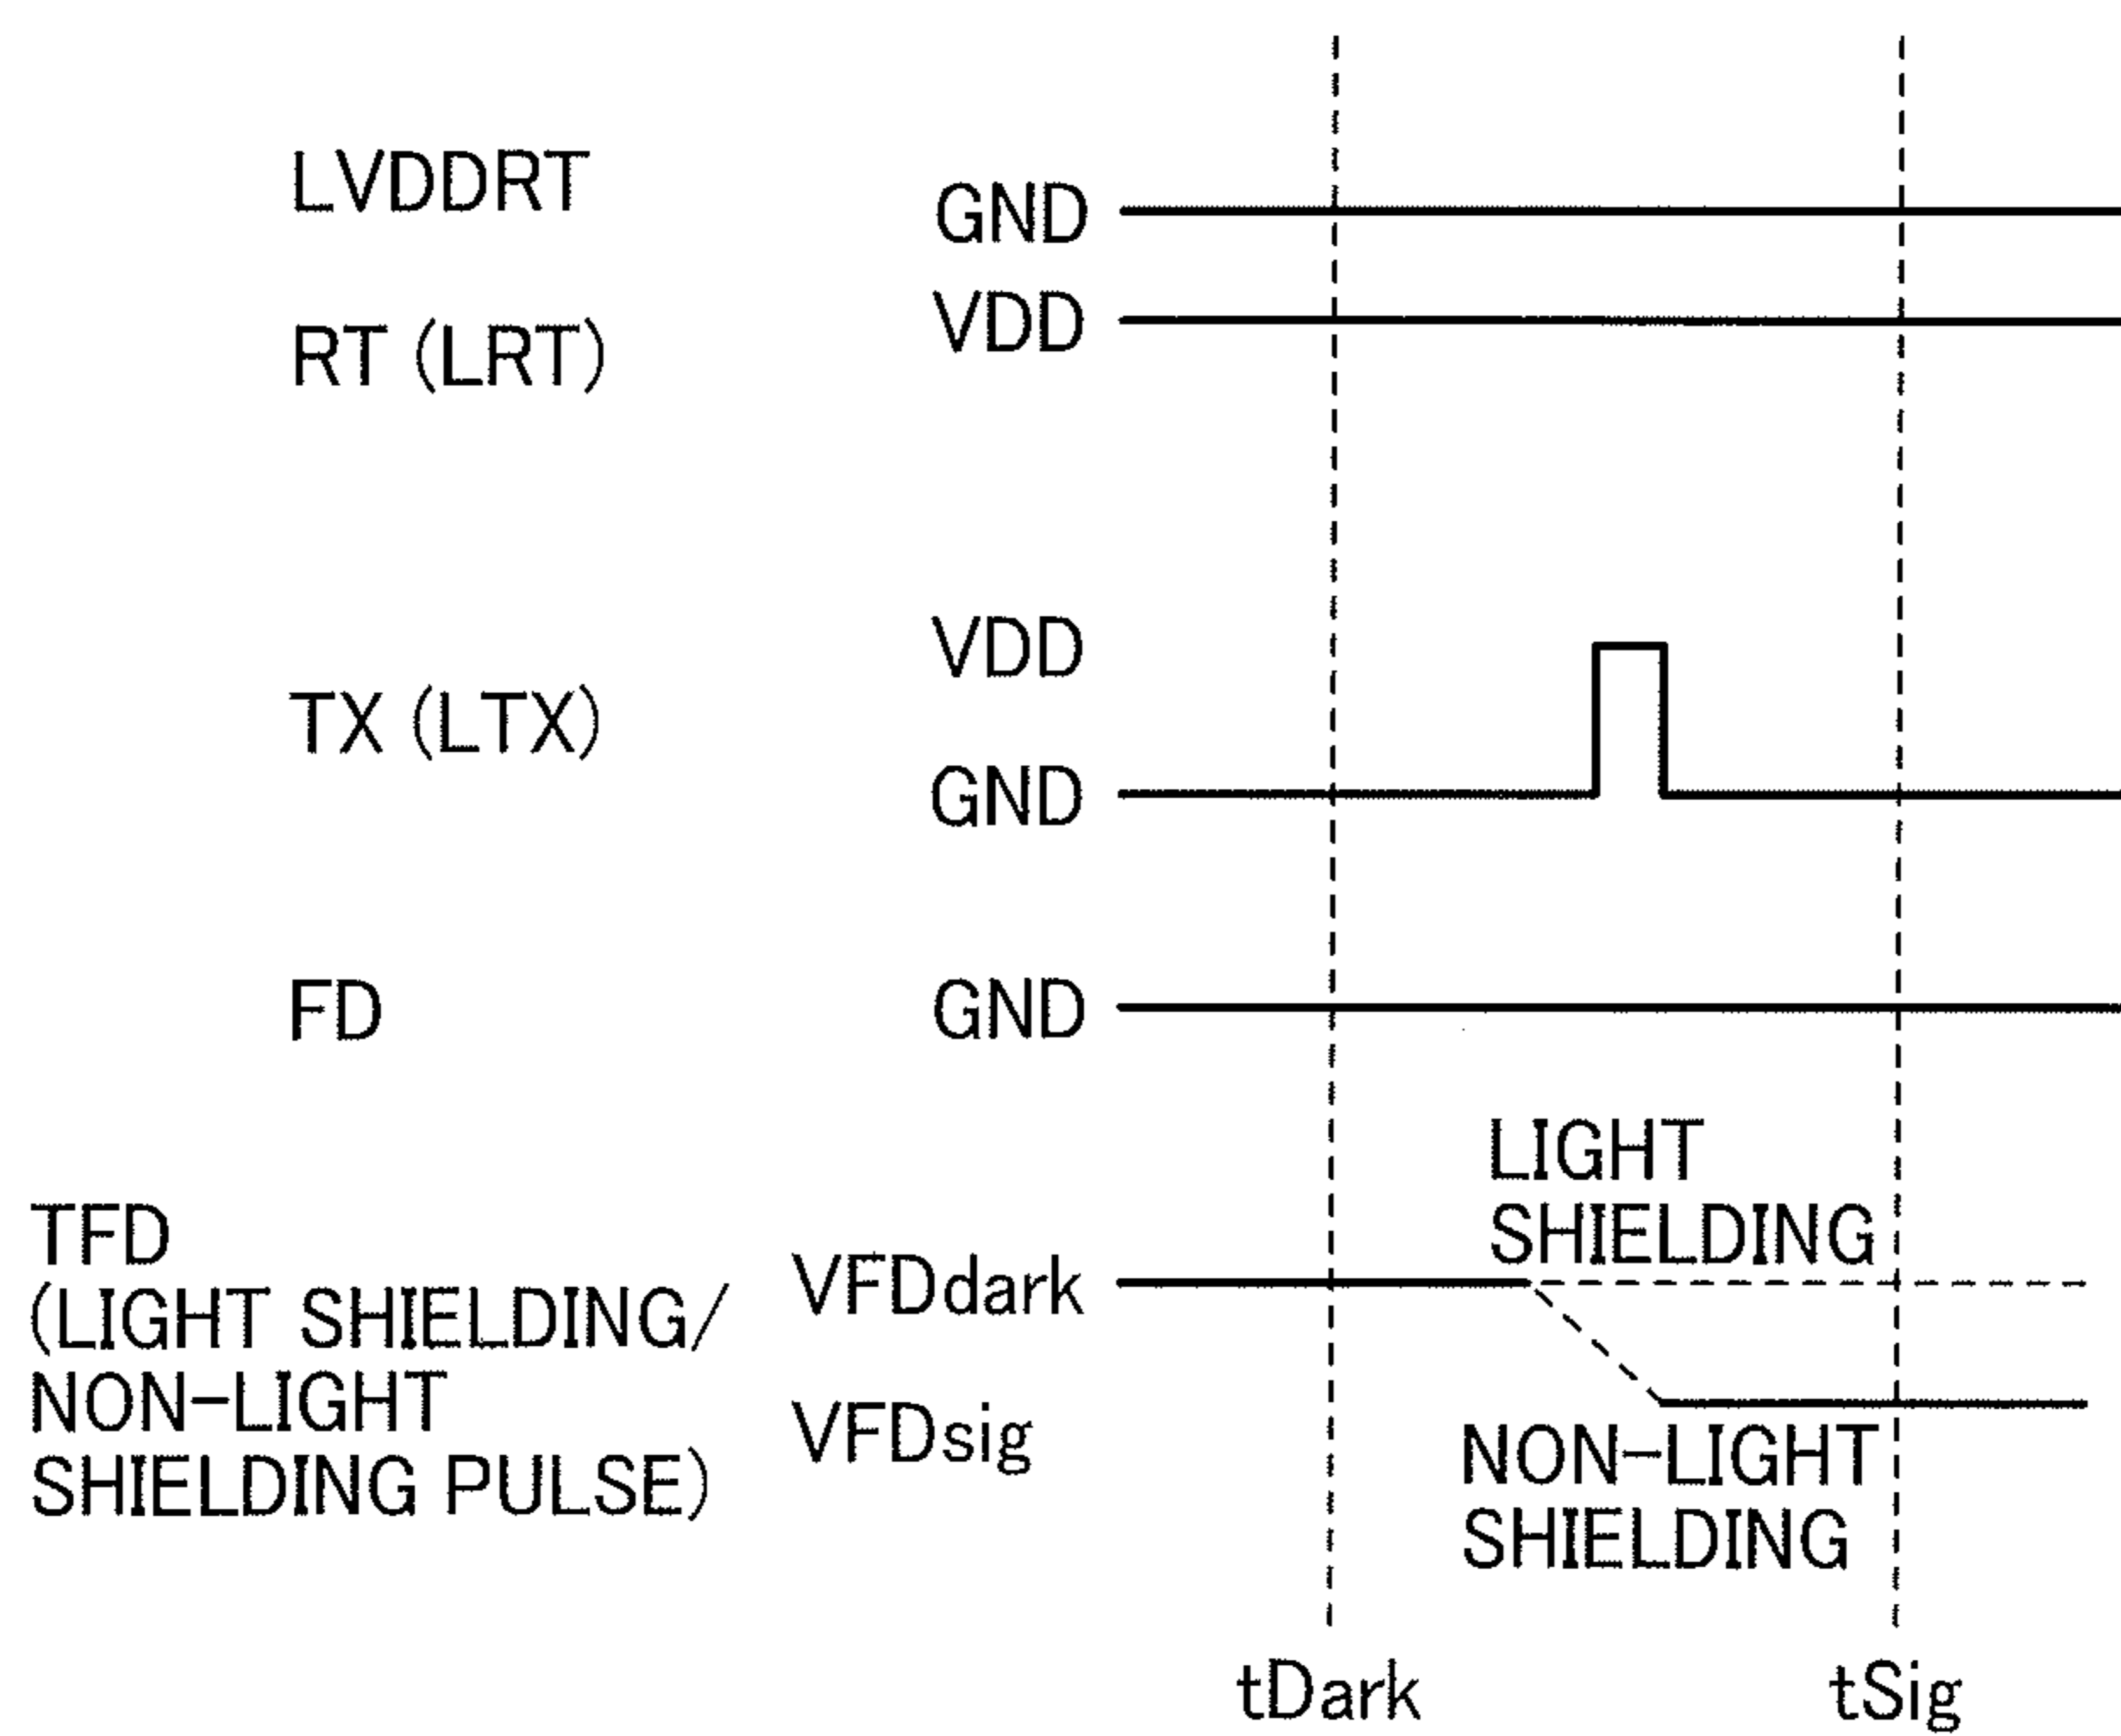 LVDDRT
GND
RT (LRT)
VDD
VDD
TX (LTX)
GND
FD
GND
LIGHT
SHIELDING
TFD
(LIGHT SHIELDING/
NON-LIGHT
SHIELDING PULSE)
VFDdark
VFDsig
NON-LIGHT
SHIELDING
tDark
tSig